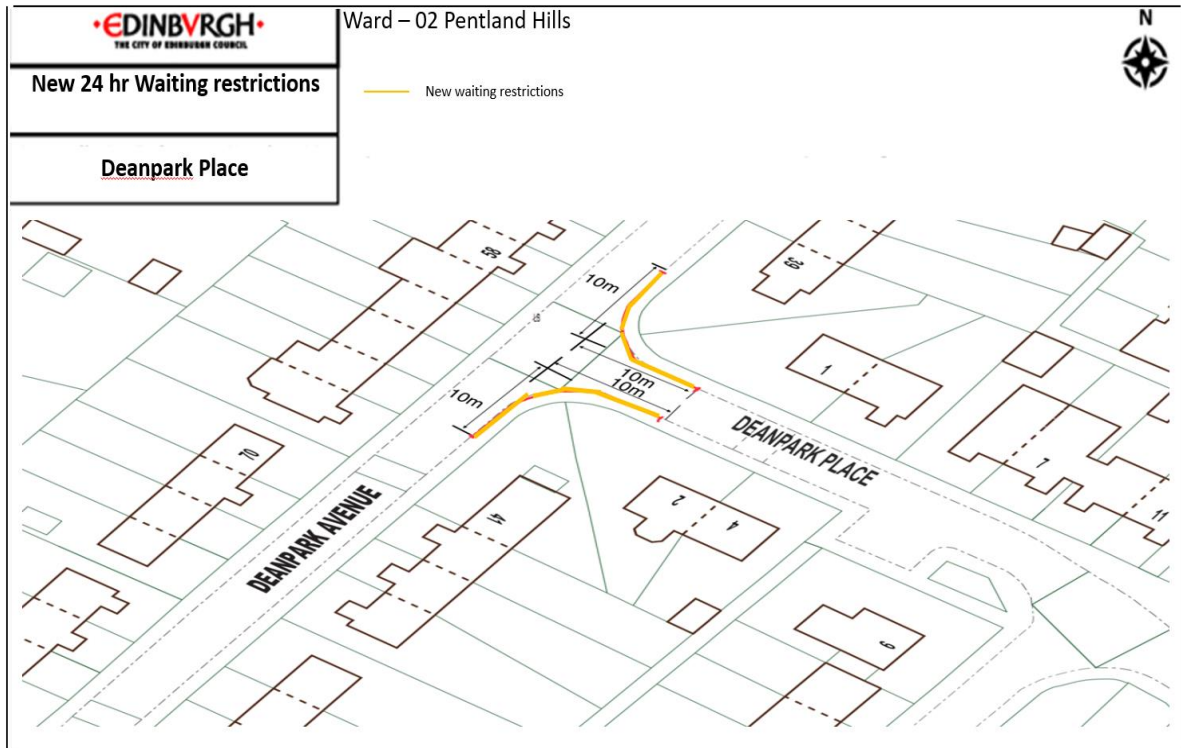 EDINBVRGH
THE CITY OF EDINBURGH COUNCIL
Ward – 02 Pentland Hills
N
New 24 hr Waiting restrictions
New waiting restrictions
Deanpark Place
58
39
10m
10m
10m
10m
1
DEANPARK PLACE
70
7
11
41
2
4
DEANPARK AVENUE